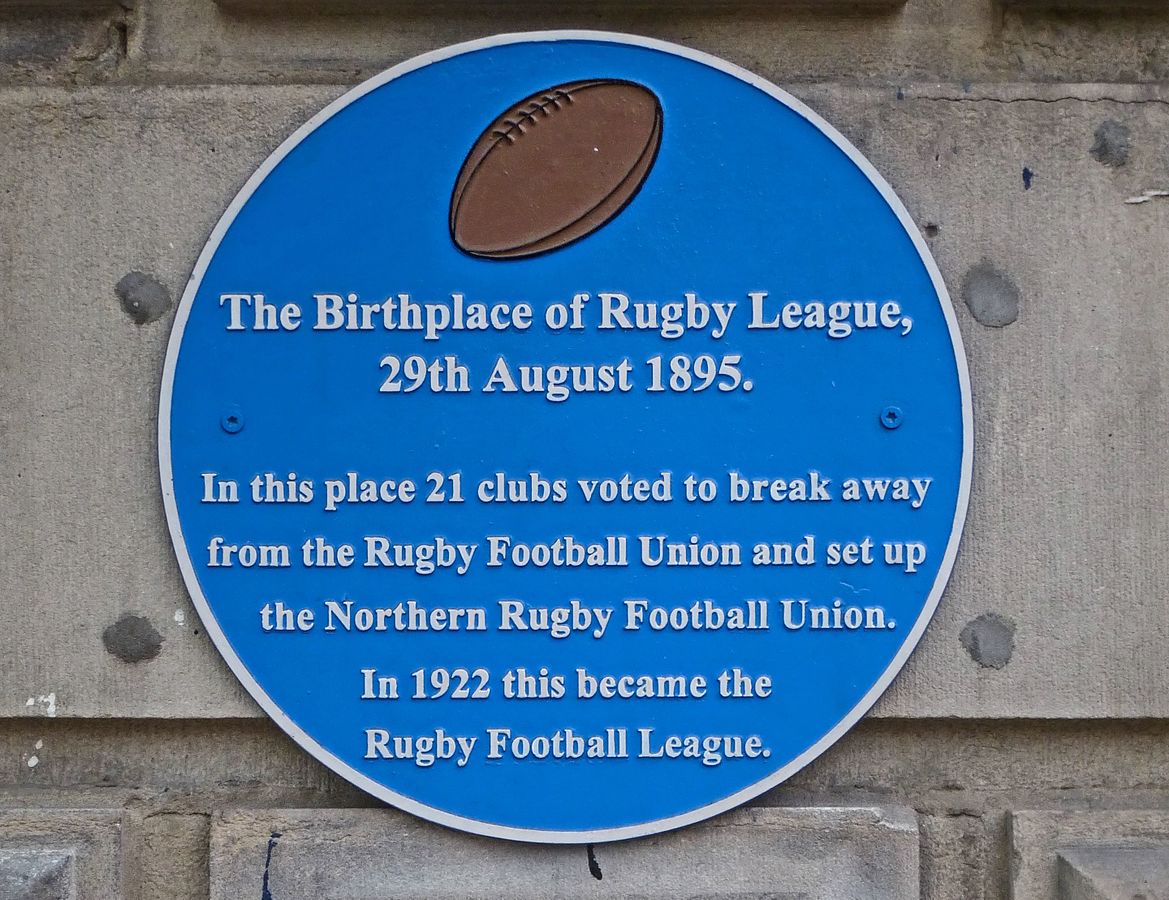 The Birthplace of Rugby League,
29th August 1895.
In this place 21 clubs voted to break away
from the Rugby Football Union and set up
the Northern Rugby Football Union.
In 1922 this became the
Rugby Football League.